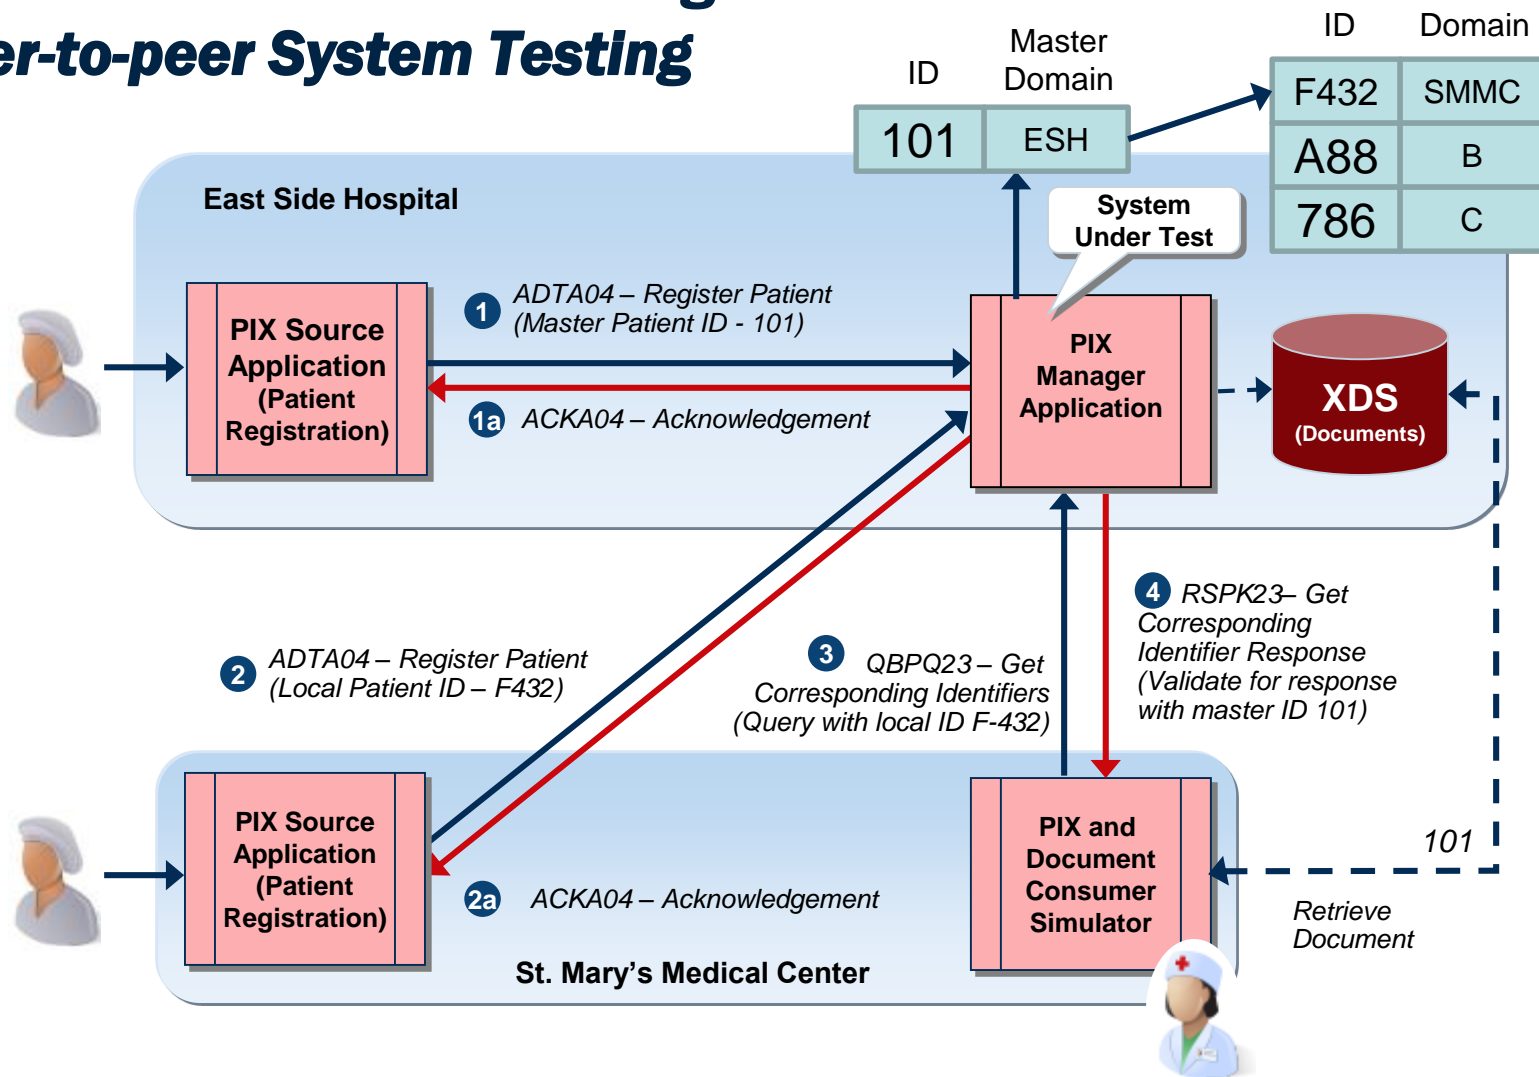 er-to-peer System Testing
ID
Master
Domain
101
ESH
ID
Domain
F432
SMMC
A88
B
786
C
East Side Hospital
System
Under Test
PIX Source
Application
(Patient
Registration)
1
ADTA04 – Register Patient
(Master Patient ID - 101)
1a
ACKA04 – Acknowledgement
PIX
Manager
Application
XDS
(Documents)
2
ADTA04 – Register Patient
(Local Patient ID – F432)
3
QBPQ23 – Get
Corresponding Identifiers
(Query with local ID F-432)
4
RSPK23– Get
Corresponding
Identifier Response
(Validate for response
with master ID 101)
PIX Source
Application
(Patient
Registration)
2a
ACKA04 – Acknowledgement
St. Mary’s Medical Center
PIX and
Document
Consumer
Simulator
101
Retrieve
Document